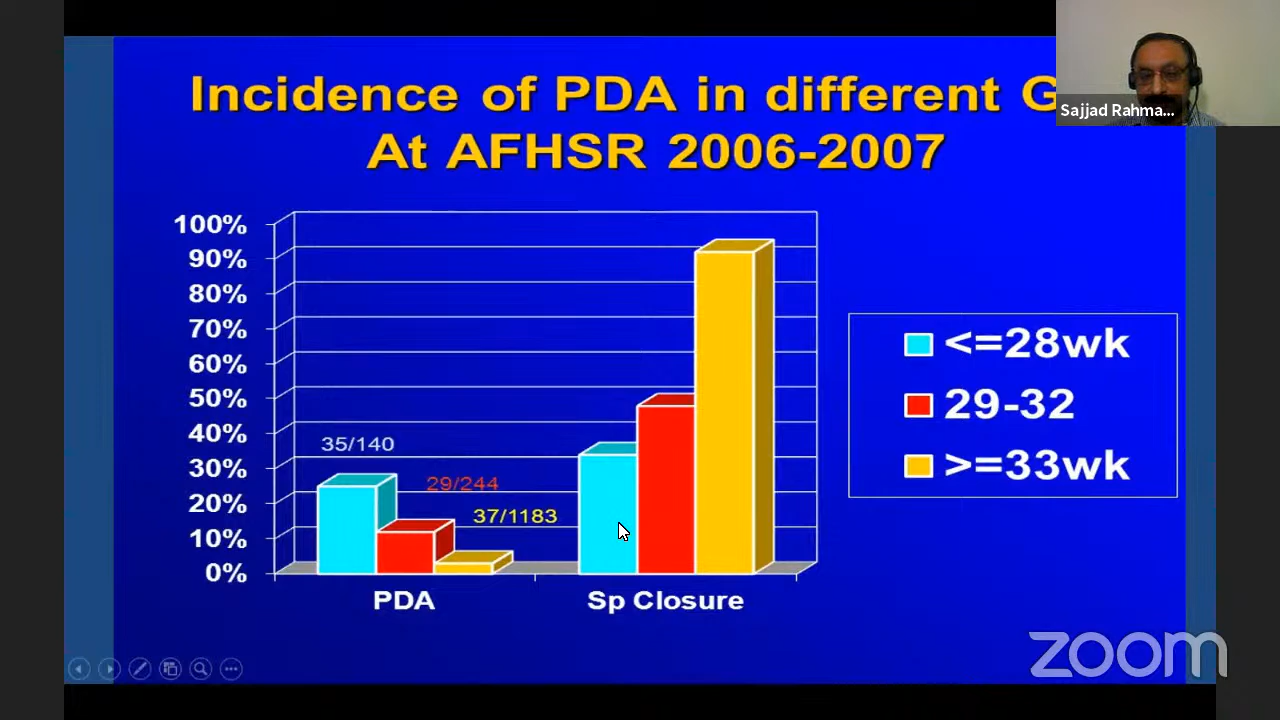 Incidence of PDA in different G
At AFHSR 2006-2007
Sajjad Rahma...
100%
90%
80%
70%
60%
50%
40%
30%
20%
10%
0%
35/140
29/244
37/1183
PDA
Sp Closure
<=28wk
29-32
>=33wk
zoom